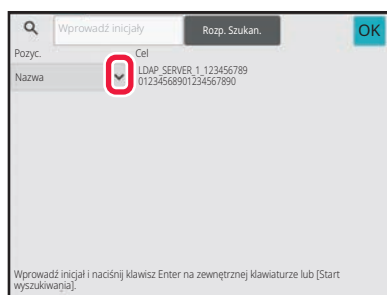 Wprowadź inicjały
Rozp. Szukan.
OK
Pozyc.
Cel
Nazwa
LDAP_SERVER_1_123456789
01234568901234567890
Wprowadź inicjał i naciśnij klawisz Enter na zewnętrznej klawiaturze lub [Start
wyszukiwania].